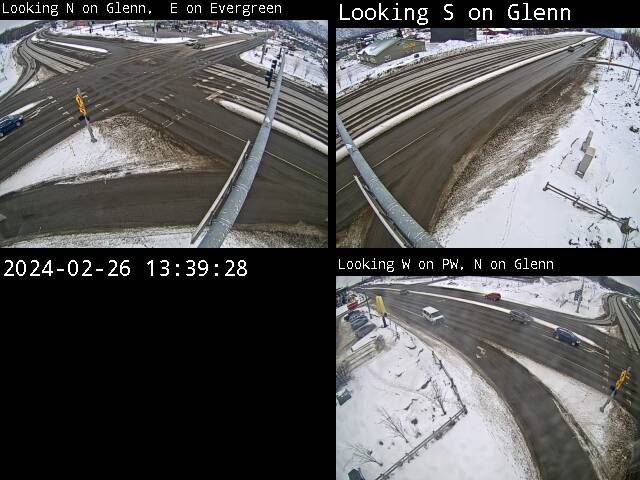 Looking N on Glenn, E on Evergreen
Looking S on Glenn
2024-02-26 13:39:28
Looking W on PW, N on Glenn